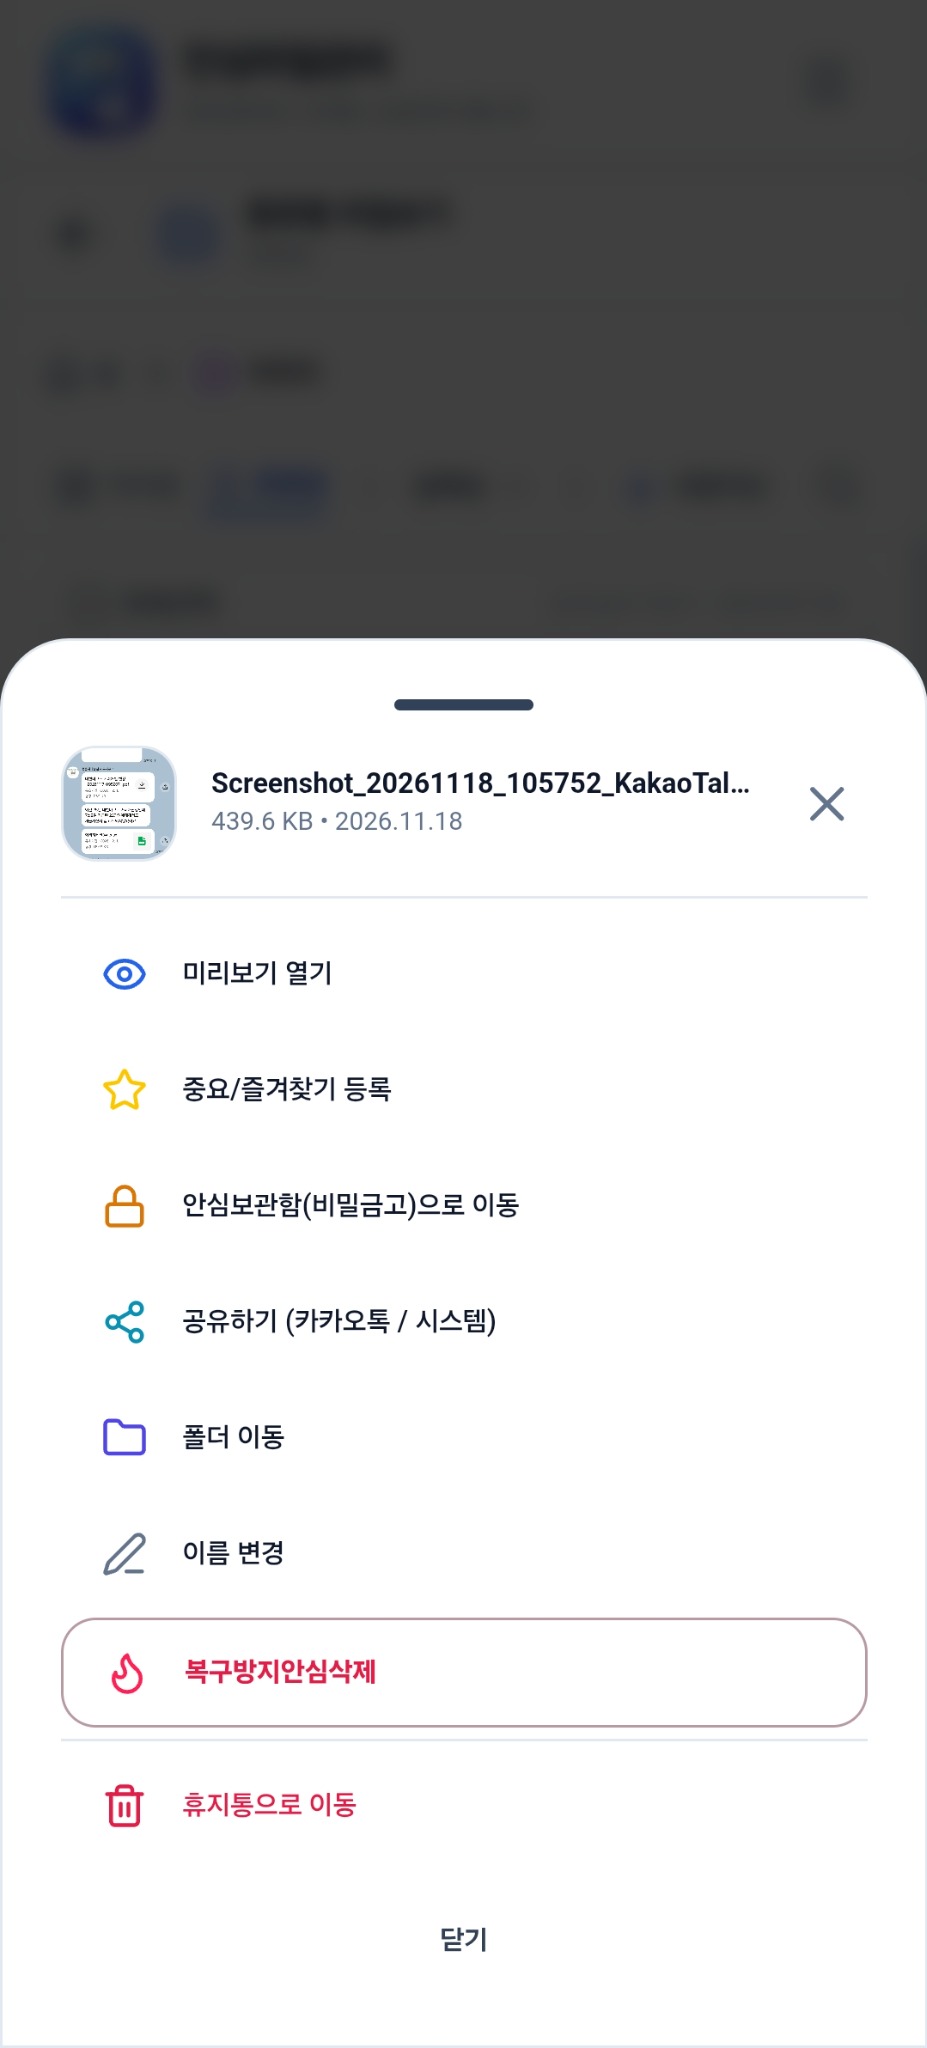 Screenshot_20261118_105752_KakaoTal...
439.6 KB • 2026.11.18
미리보기 열기
중요/즐겨찾기 등록
안심보관함(비밀금고)으로 이동
공유하기 (카카오톡 / 시스템)
폴더 이동
이름 변경
복구방지안심삭제
휴지통으로 이동
닫기